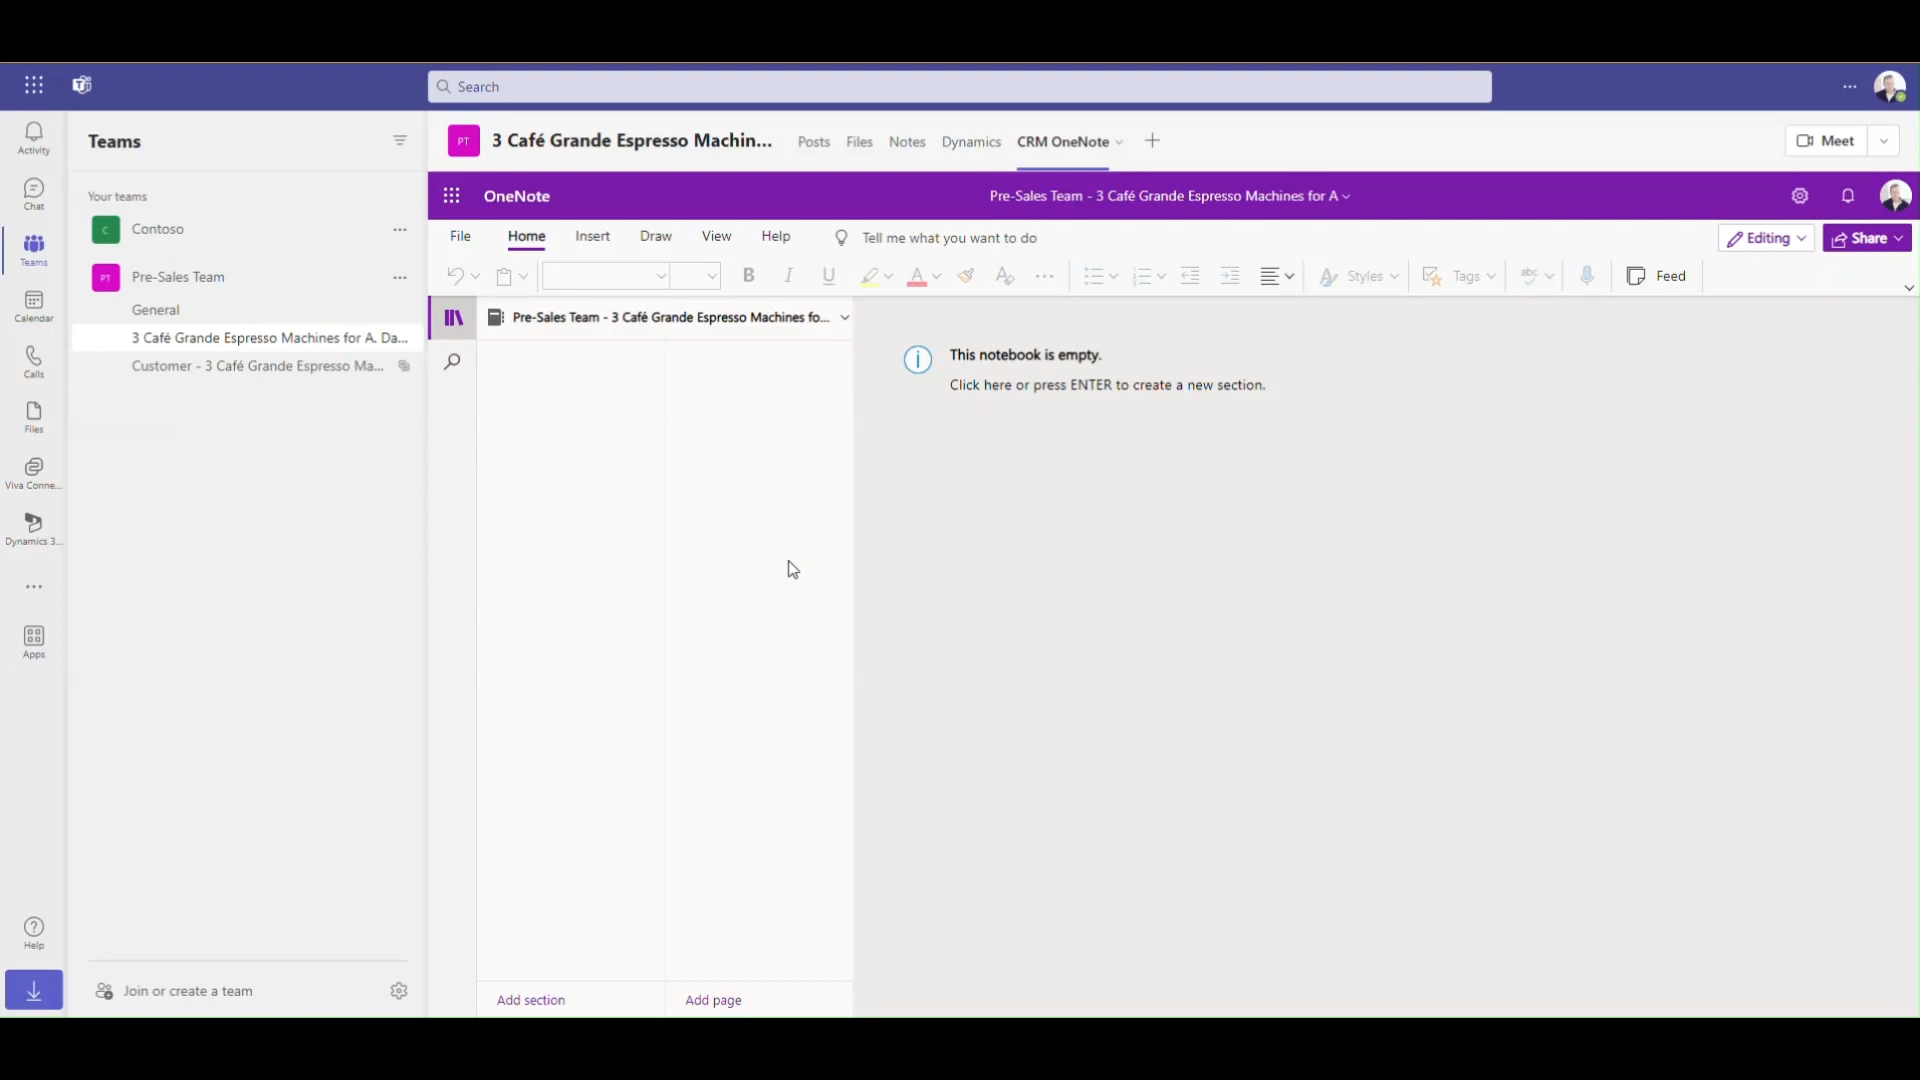 Search
Activity
Chat
Teams
Calendar
Calls
Files
Viva Conne...
Dynamics 3...
Apps
Help
Teams
Your teams
C Contoso
PT Pre-Sales Team
General
3 Café Grande Espresso Machines for A. Da...
Customer - 3 Café Grande Espresso Ma...
Join or create a team
PT 3 Café Grande Espresso Machin... Posts Files Notes Dynamics CRM OneNote Meet
OneNote Pre-Sales Team - 3 Café Grande Espresso Machines for A
File Home Insert Draw View Help Tell me what you want to do Editing Share
B I U A A Styles Tags abc Feed
Pre-Sales Team - 3 Café Grande Espresso Machines fo...
This notebook is empty.
Click here or press ENTER to create a new section.
Add section Add page